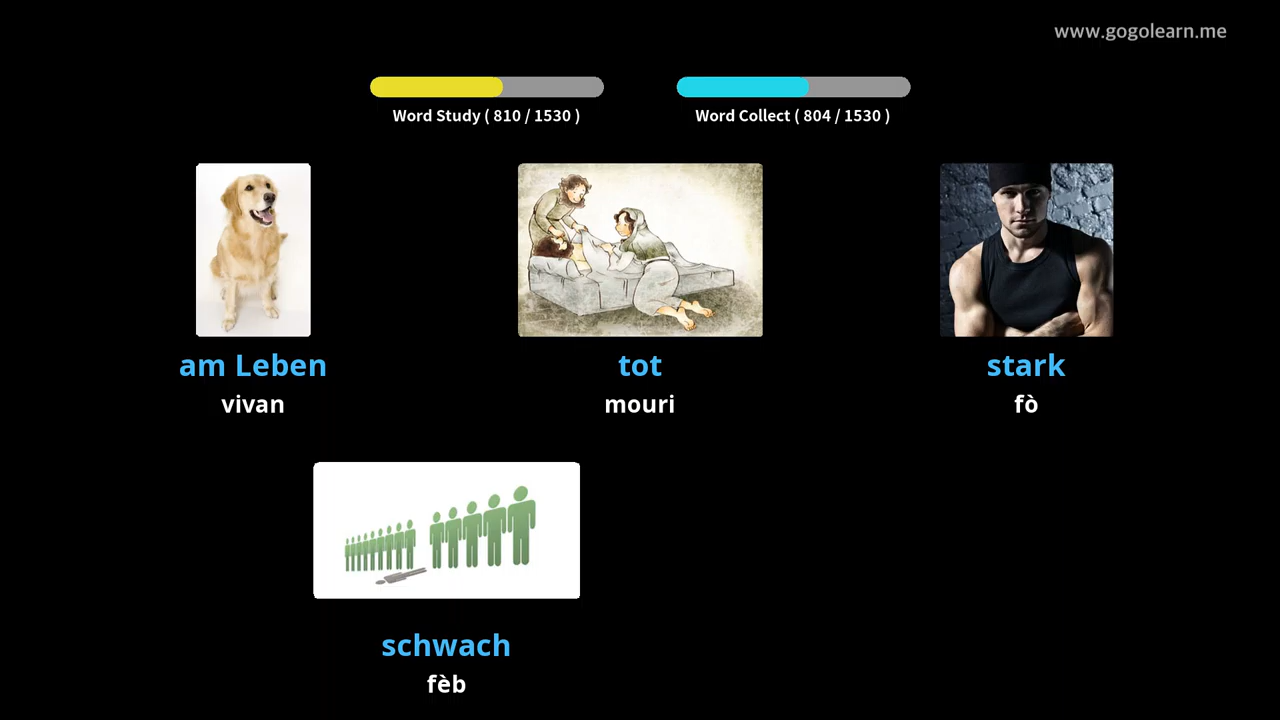 www.gogolearn.me
Word Study ( 810 / 1530 )
Word Collect ( 804 / 1530 )
am Leben
vivan
tot
mouri
stark
fò
schwach
fèb